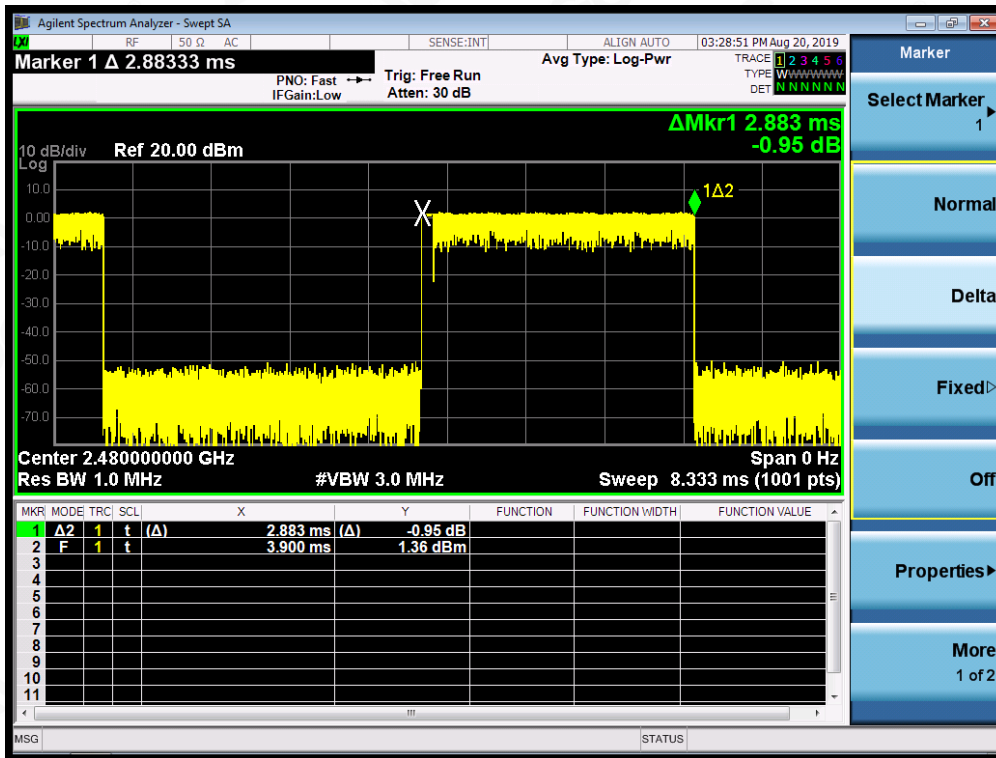 Agilent Spectrum Analyzer - Swept SA
LXI RF 50 Ω AC SENSE:INT ALIGN AUTO 03:28:51 PM Aug 20, 2019
Marker 1 Δ 2.88333 ms
Avg Type: Log-Pwr
TRACE 1 2 3 4 5 6
TYPE WWWWWWW
DET N N N N N N
PNO: Fast
IFGain:Low
Trig: Free Run
Atten: 30 dB
ΔMkr1 2.883 ms
-0.95 dB
10 dB/div Ref 20.00 dBm
Log
10.0
0.00
-10.0
-20.0
-30.0
-40.0
-50.0
-60.0
-70.0
1Δ2
Center 2.480000000 GHz Span 0 Hz
Res BW 1.0 MHz #VBW 3.0 MHz Sweep 8.333 ms (1001 pts)
MKR MODE TRC SCL X Y FUNCTION FUNCTION WIDTH FUNCTION VALUE
1 Δ2 1 t (Δ) 2.883 ms (Δ) -0.95 dB
2 F 1 t 3.900 ms 1.36 dBm
3
4
5
6
7
8
9
10
11
MSG STATUS
Marker
Select Marker
1
Normal
Delta
Fixed
Off
Properties
More
1 of 2